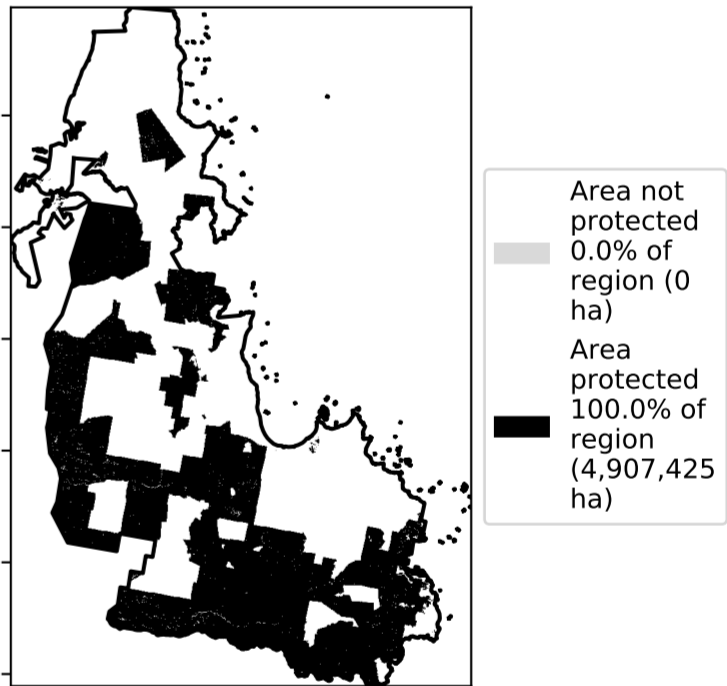 Area not
protected
0.0% of
region (0
ha)
Area
protected
100.0% of
region
(4,907,425
ha)